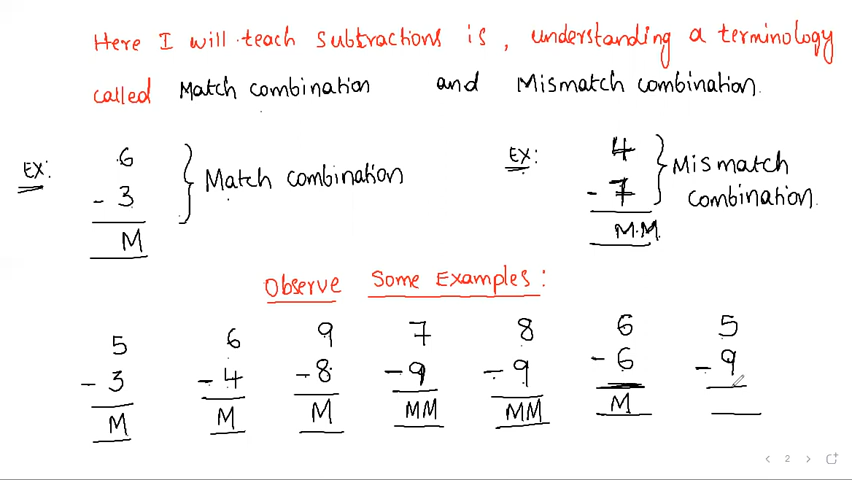 Here I will teach subtractions is, understanding a terminology
called Match combination and Mismatch combination.
Ex: 6 Match combination Ex: 4 Mismatch
- 3 - 7 combination.
M M.M.
Observe Some Examples:
5 6 9 7 8 6 5
- 3 - 4 - 8 - 9 - 9 - 6 - 9
M M M MM MM M
2